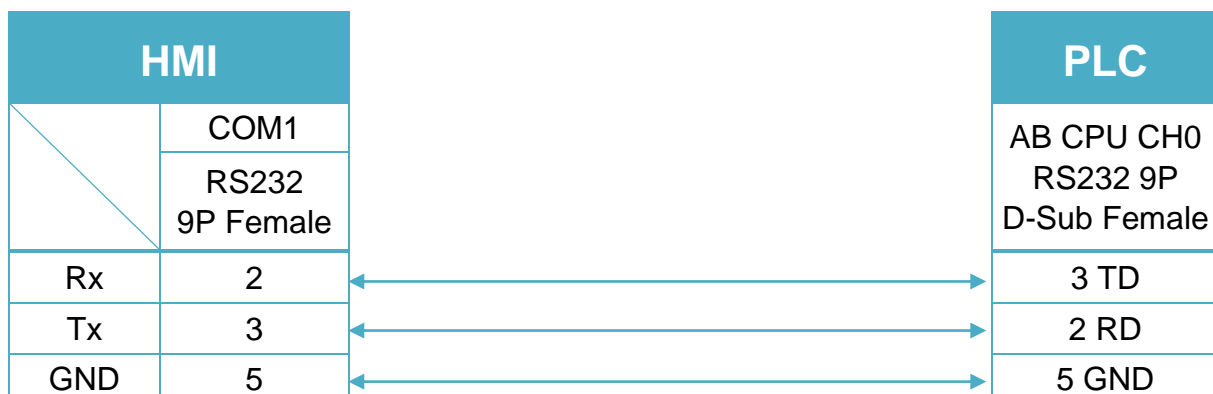 HMI
PLC
COM1
RS232
9P Female
AB CPU CH0
RS232 9P
D-Sub Female
Rx 2 3 TD
Tx 3 2 RD
GND 5 5 GND